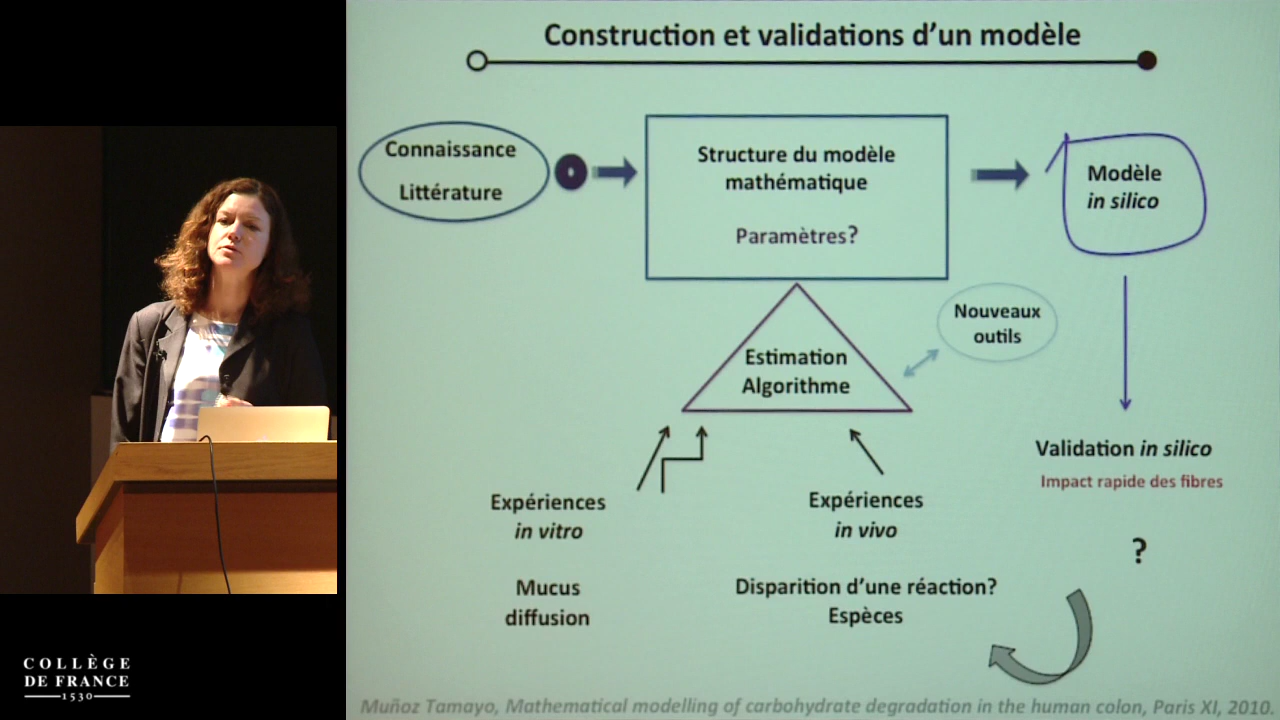 Construction et validations d'un modèle
Connaissance
Littérature
Structure du modèle
mathématique
Paramètres?
Modèle
in silico
Nouveaux
outils
Estimation
Algorithme
Validation in silico
Impact rapide des fibres
Expériences
in vitro
Expériences
in vivo
?
Mucus
diffusion
Disparition d'une réaction?
Espèces
COLLÈGE
DE FRANCE
1530
Muñoz Tamayo, Mathematical modelling of carbohydrate degradation in the human colon, Paris XI, 2010.